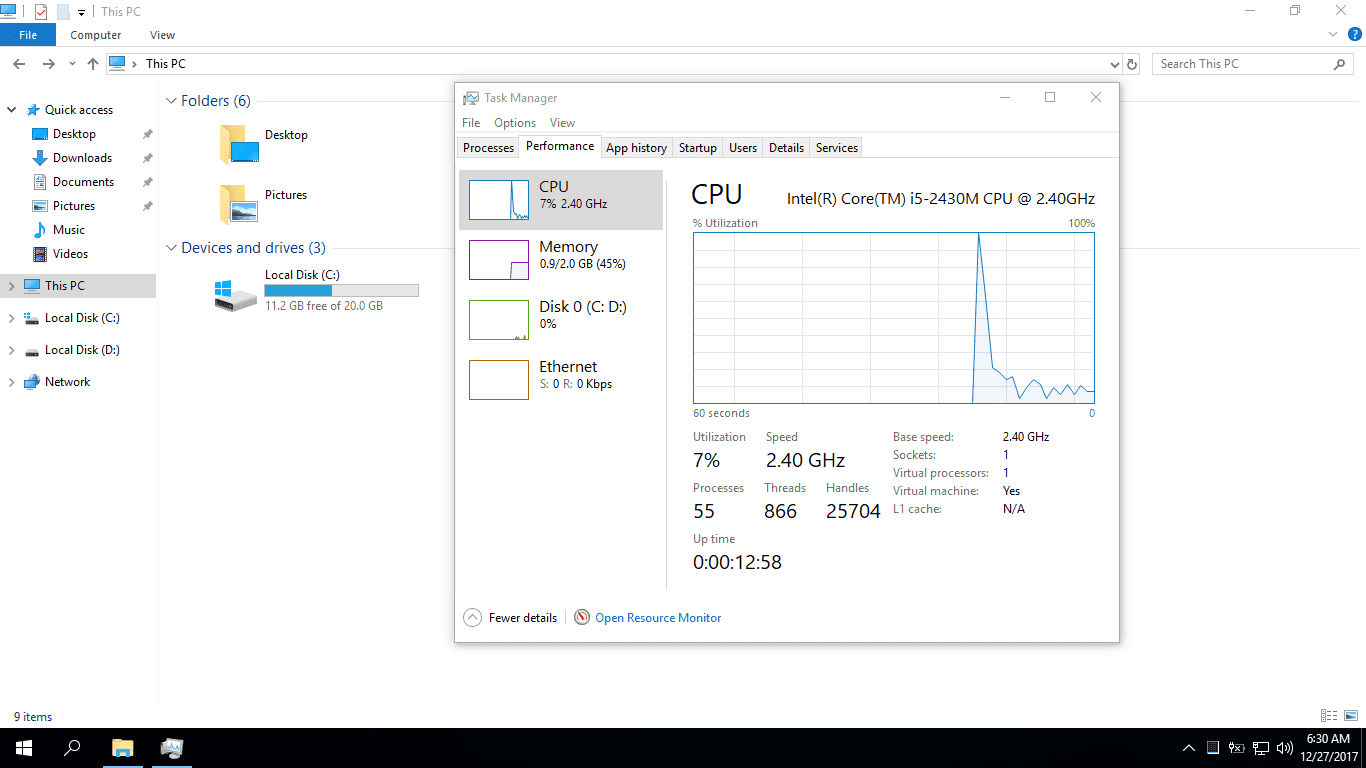 This PC
File
Computer
View
This PC
Search This PC
Quick access
Desktop
Downloads
Documents
Pictures
Music
Videos
This PC
Local Disk (C:)
Local Disk (D:)
Network
Folders (6)
Desktop
Pictures
Devices and drives (3)
Local Disk (C:)
11.2 GB free of 20.0 GB
Task Manager
File Options View
Processes Performance App history Startup Users Details Services
CPU
7% 2.40 GHz
Memory
0.9/2.0 GB (45%)
Disk 0 (C: D:)
0%
Ethernet
S: 0 R: 0 Kbps
CPU
Intel(R) Core(TM) i5-2430M CPU @ 2.40GHz
% Utilization
100%
60 seconds
0
Utilization Speed
7% 2.40 GHz
Processes Threads Handles
55 866 25704
Up time
0:00:12:58
Base speed: 2.40 GHz
Sockets: 1
Virtual processors: 1
Virtual machine: Yes
L1 cache: N/A
Fewer details
Open Resource Monitor
9 items
6:30 AM
12/27/2017